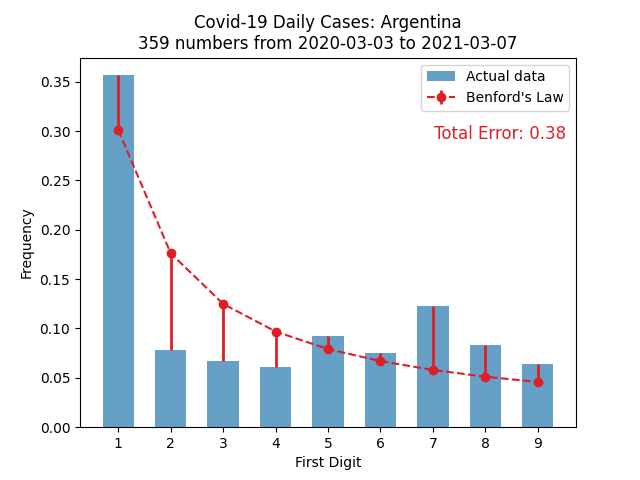 Covid-19 Daily Cases: Argentina
359 numbers from 2020-03-03 to 2021-03-07
Actual data
Benford's Law
Total Error: 0.38
Frequency
0.35
0.30
0.25
0.20
0.15
0.10
0.05
0.00
1 2 3 4 5 6 7 8 9
First Digit